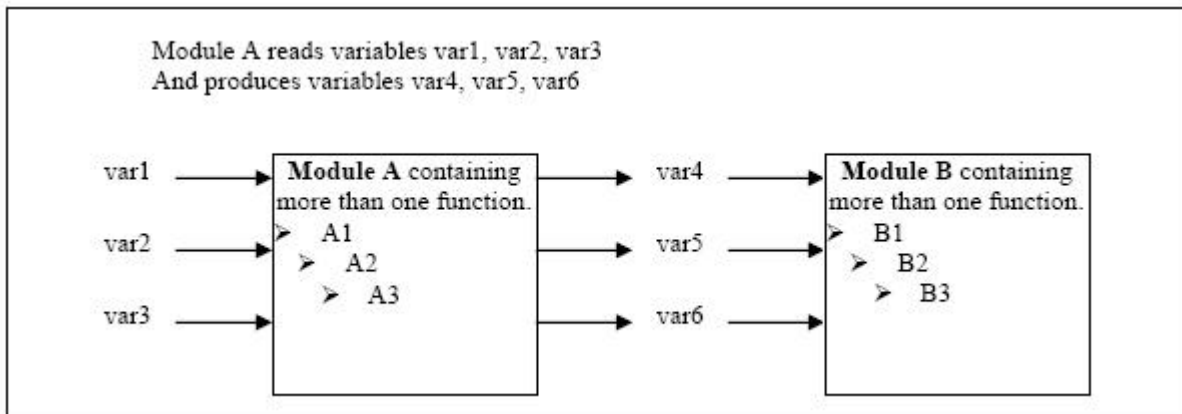 Module A reads variables var1, var2, var3
And produces variables var4, var5, var6
var1
var2
var3
Module A containing
more than one function.
➢ A1
➢ A2
➢ A3
var4
var5
var6
Module B containing
more than one function.
➢ B1
➢ B2
➢ B3